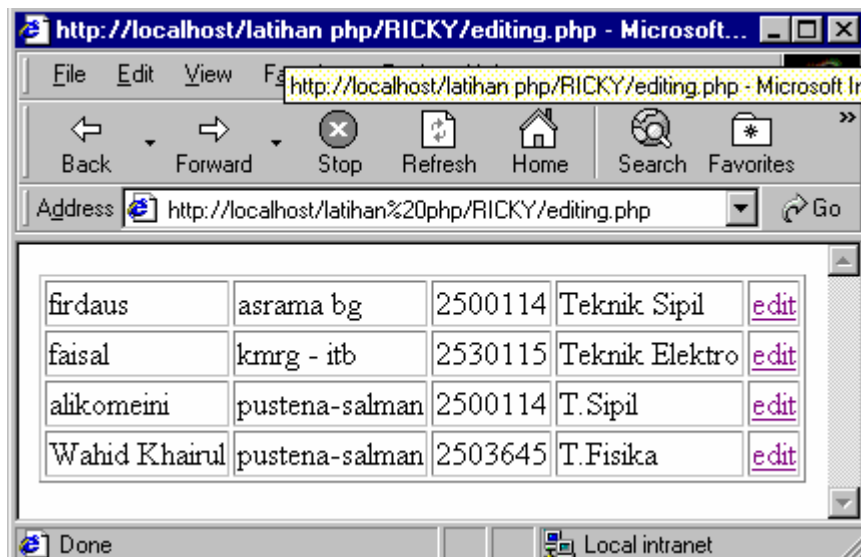 http://localhost/latihan php/RICKY/editing.php - Microsoft...
File Edit View
http://localhost/latihan php/RICKY/editing.php - Microsoft
Back Forward Stop Refresh Home Search Favorites »
Address http://localhost/latihan%20php/RICKY/editing.php Go
firdaus asrama bg 2500114 Teknik Sipil edit
faisal kmrg - itb 2530115 Teknik Elektro edit
alikomeini pustena-salman 2500114 T.Sipil edit
Wahid Khairul pustena-salman 2503645 T.Fisika edit
Done Local intranet